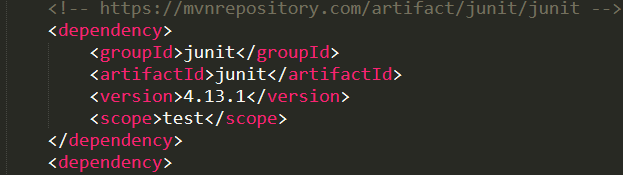 <!-- https://mvnrepository.com/artifact/junit/junit -->
<dependency>
<groupId>junit</groupId>
<artifactId>junit</artifactId>
<version>4.13.1</version>
<scope>test</scope>
</dependency>
<dependency>